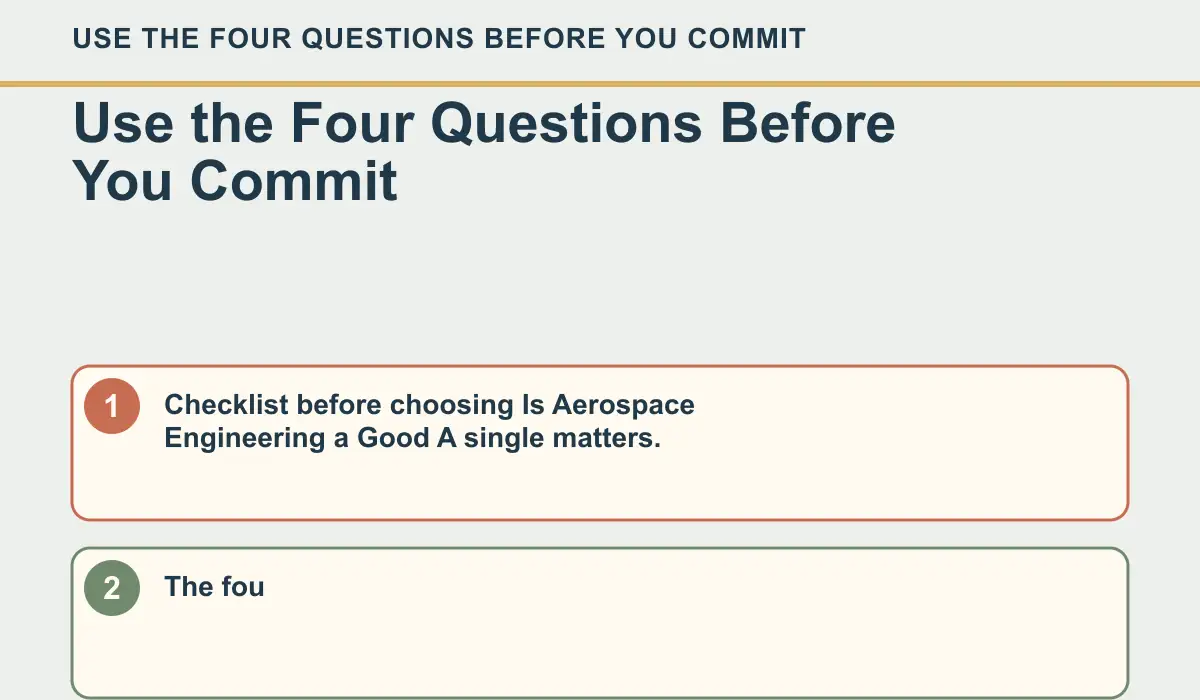 USE THE FOUR QUESTIONS BEFORE YOU COMMIT
Use the Four Questions Before
You Commit
1
Checklist before choosing Is Aerospace
Engineering a Good A single matters.
2
The fou